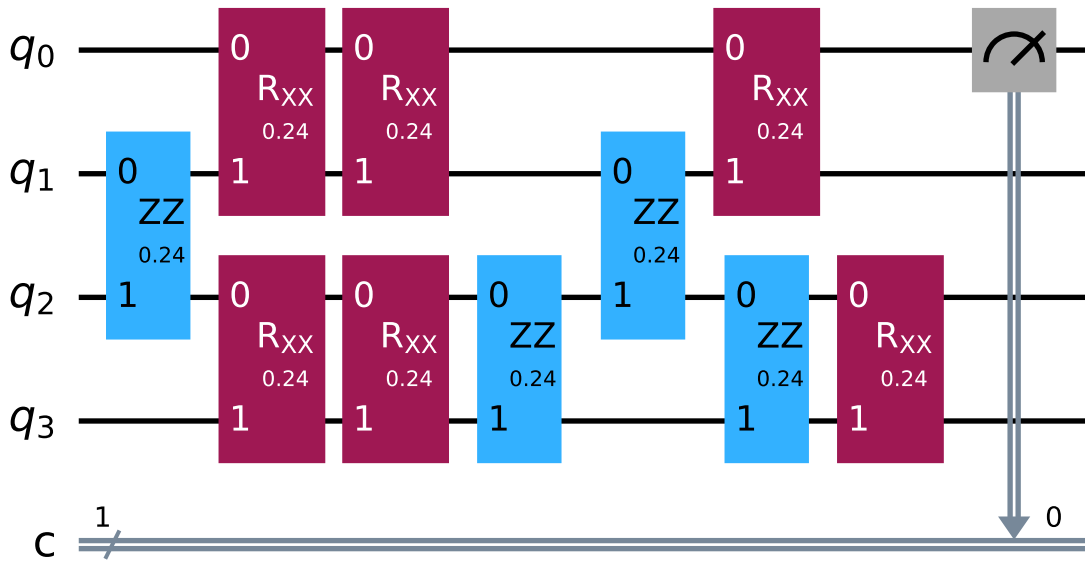 q0
0 0 0
RXX RXX RXX
0.24 0.24 0.24
q1
0 1 1 0 1
ZZ ZZ
0.24 0.24
q2
1 0 0 0 1 0 0
RXX RXX ZZ ZZ RXX
0.24 0.24 0.24 0.24 0.24
q3
1 1 1 1 1
1 0
c